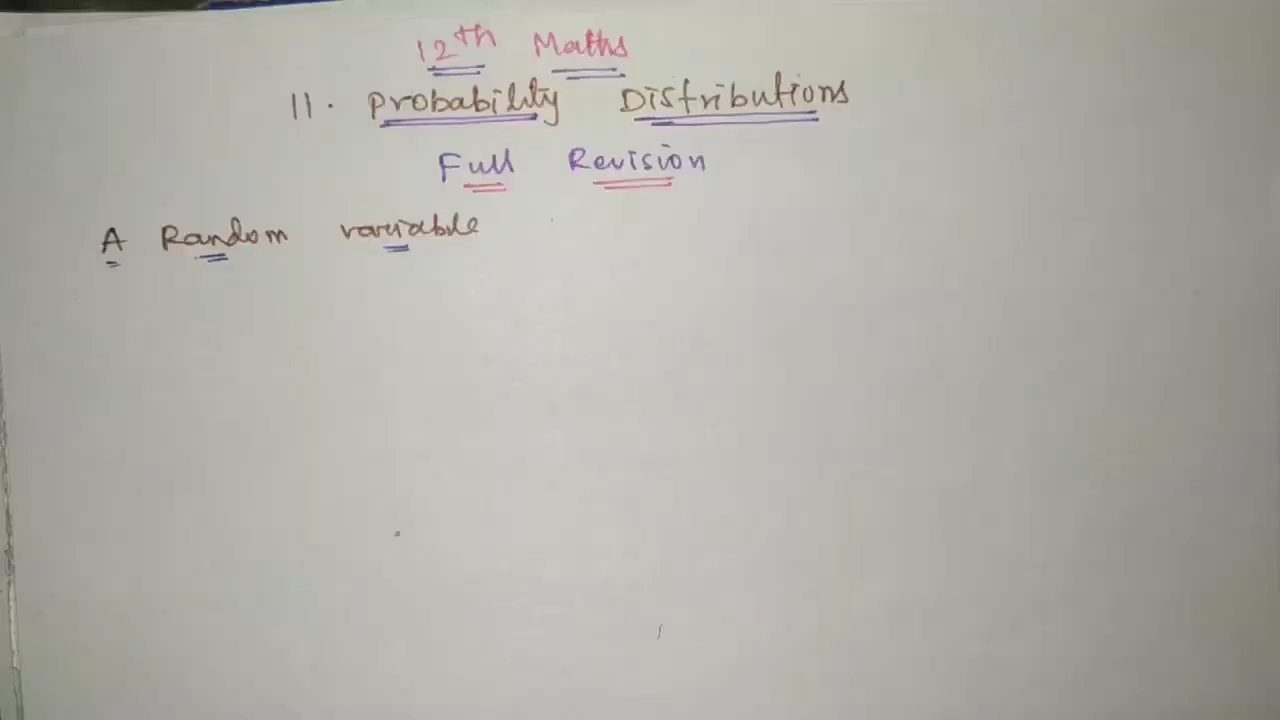 12th Maths
11. Probability Distributions
Full Revision
A Random variable